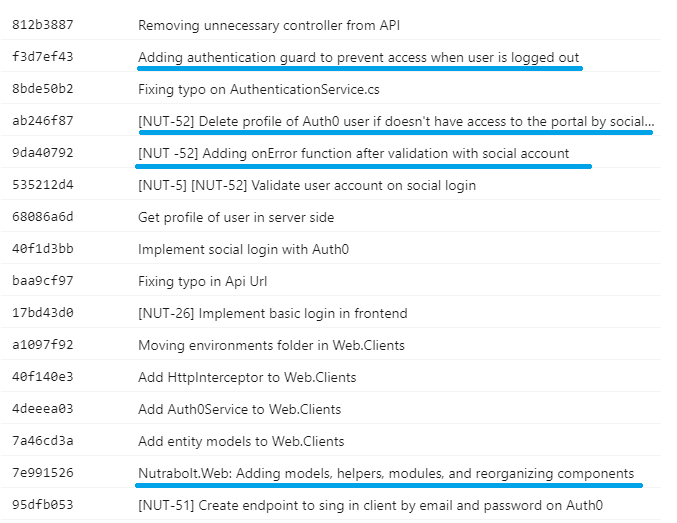 812b3887 Removing unnecessary controller from API
f3d7ef43 Adding authentication guard to prevent access when user is logged out
8bde50b2 Fixing typo on AuthenticationService.cs
ab246f87 [NUT-52] Delete profile of Auth0 user if doesn't have access to the portal by social...
9da40792 [NUT -52] Adding onError function after validation with social account
535212d4 [NUT-5] [NUT-52] Validate user account on social login
68086a6d Get profile of user in server side
40f1d3bb Implement social login with Auth0
baa9cf97 Fixing typo in Api Url
17bd43d0 [NUT-26] Implement basic login in frontend
a1097f92 Moving environments folder in Web.Clients
40f140e3 Add HttpInterceptor to Web.Clients
4deeea03 Add Auth0Service to Web.Clients
7a46cd3a Add entity models to Web.Clients
7e991526 Nutrabolt.Web: Adding models, helpers, modules, and reorganizing components
95dfb053 [NUT-51] Create endpoint to sing in client by email and password on Auth0